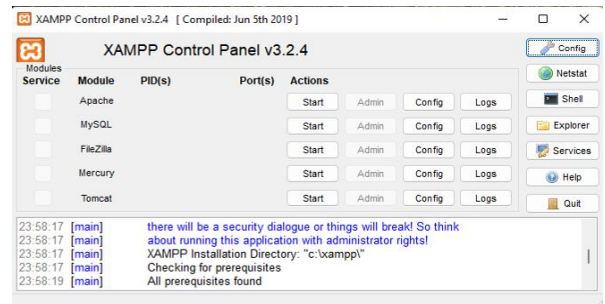 XAMPP Control Panel v3.2.4 [ Compiled: Jun 5th 2019 ]
XAMPP Control Panel v3.2.4
Config
Modules
Service Module PID(s) Port(s) Actions
Netstat
Apache Start Admin Config Logs
Shell
MySQL Start Admin Config Logs
Explorer
FileZilla Start Admin Config Logs
Services
Mercury Start Admin Config Logs
Help
Tomcat Start Admin Config Logs
Quit
23:58:17 [main] there will be a security dialogue or things will break! So think
23:58:17 [main] about running this application with administrator rights!
23:58:17 [main] XAMPP Installation Directory: "c:\xampp\"
23:58:17 [main] Checking for prerequisites
23:58:19 [main] All prerequisites found